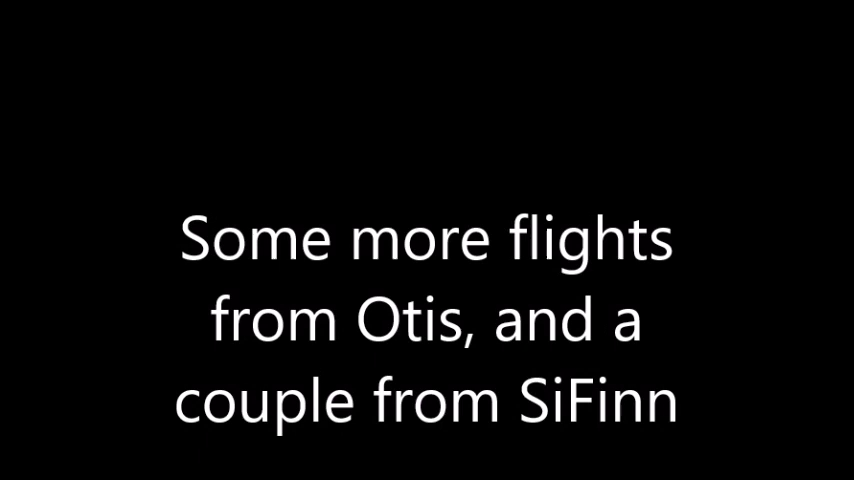 Some more flights
from Otis, and a
couple from SiFinn